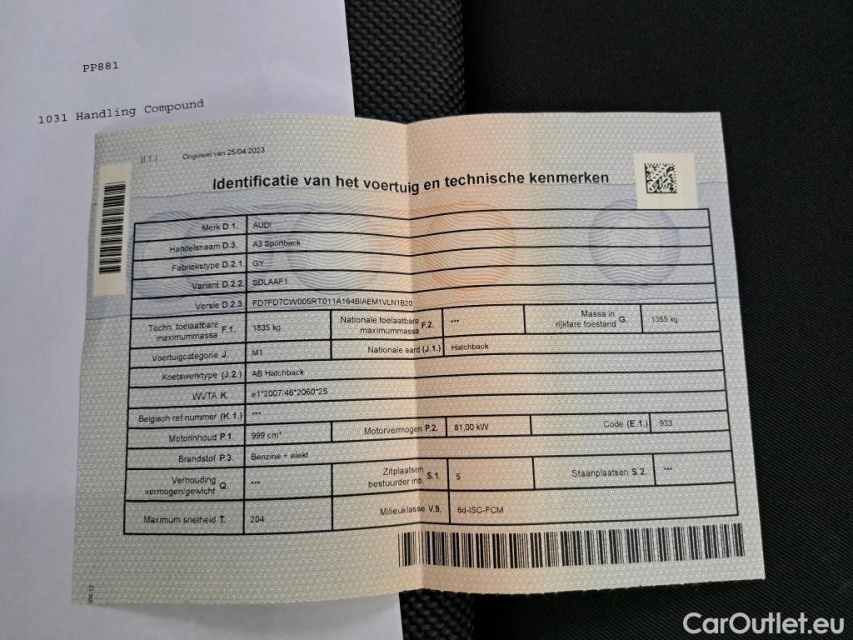 PP881
1031 Handling Compound
(I.1.) Origineel van 25/04/2023
Identificatie van het voertuig en technische kenmerken
Merk D.1. AUDI
Handelsnaam D.3. A3 Sportback
Fabriekstype D.2.1. GY
Variant D.2.2. SDLAAF1
Versie D.2.3. FD7FD7CW005RT011A164BIAEM1VLN1B20
Techn. toelaatbare maximummassa F.1. 1835 kg Nationale toelaatbare maximummassa F.2. *** Massa in rijklare toestand G. 1355 kg
Voertuigcategorie J. M1 Nationale aard (J.1.) Hatchback
Koetswerktype (J.2.) AB Hatchback
WVTA K. e1*2007/46*2060*25
Belgisch ref.nummer (K.1.) ***
Motorinhoud P.1. 999 cm³ Motorvermogen P.2. 81,00 kW Code (E.1.) 933
Brandstof P.3. Benzine + elekt
Verhouding vermogen/gewicht Q. *** Zitplaatsen bestuurder inb. S.1. 5 Staanplaatsen S.2. ***
Maximum snelheid T. 204 Milieuklasse V.9. 6d-ISC-FCM
CarOutlet.eu